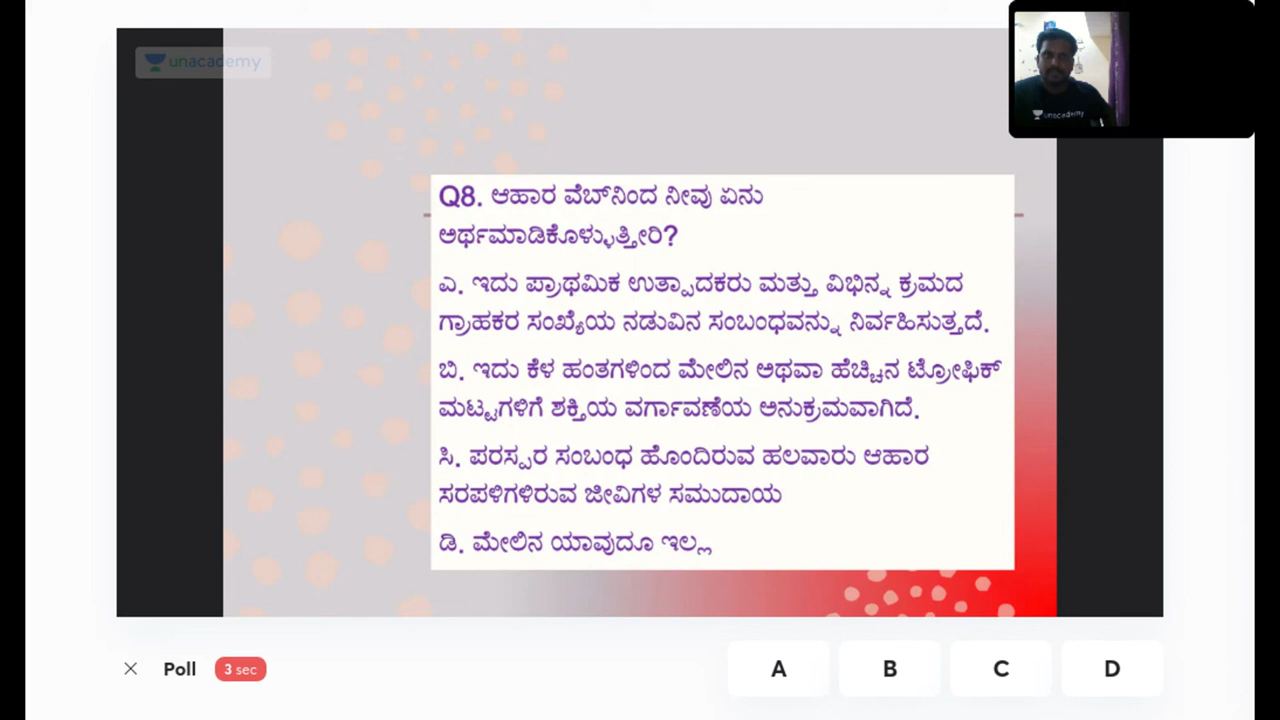 unacademy
unacademy
Q8. ಆಹಾರ ವೆಬ್‌ನಿಂದ ನೀವು ಏನು
ಅರ್ಥಮಾಡಿಕೊಳ್ಳುತ್ತೀರಿ?
ಎ. ಇದು ಪ್ರಾಥಮಿಕ ಉತ್ಪಾದಕರು ಮತ್ತು ವಿಭಿನ್ನ ಕ್ರಮದ
ಗ್ರಾಹಕರ ಸಂಖ್ಯೆಯ ನಡುವಿನ ಸಂಬಂಧವನ್ನು ನಿರ್ವಹಿಸುತ್ತದೆ.
ಬಿ. ಇದು ಕೆಳ ಹಂತಗಳಿಂದ ಮೇಲಿನ ಅಥವಾ ಹೆಚ್ಚಿನ ಟ್ರೋಫಿಕ್
ಮಟ್ಟಗಳಿಗೆ ಶಕ್ತಿಯ ವರ್ಗಾವಣೆಯ ಅನುಕ್ರಮವಾಗಿದೆ.
ಸಿ. ಪರಸ್ಪರ ಸಂಬಂಧ ಹೊಂದಿರುವ ಹಲವಾರು ಆಹಾರ
ಸರಪಳಿಗಳಿರುವ ಜೀವಿಗಳ ಸಮುದಾಯ
ಡಿ. ಮೇಲಿನ ಯಾವುದೂ ಇಲ್ಲ
Poll 3 sec A B C D